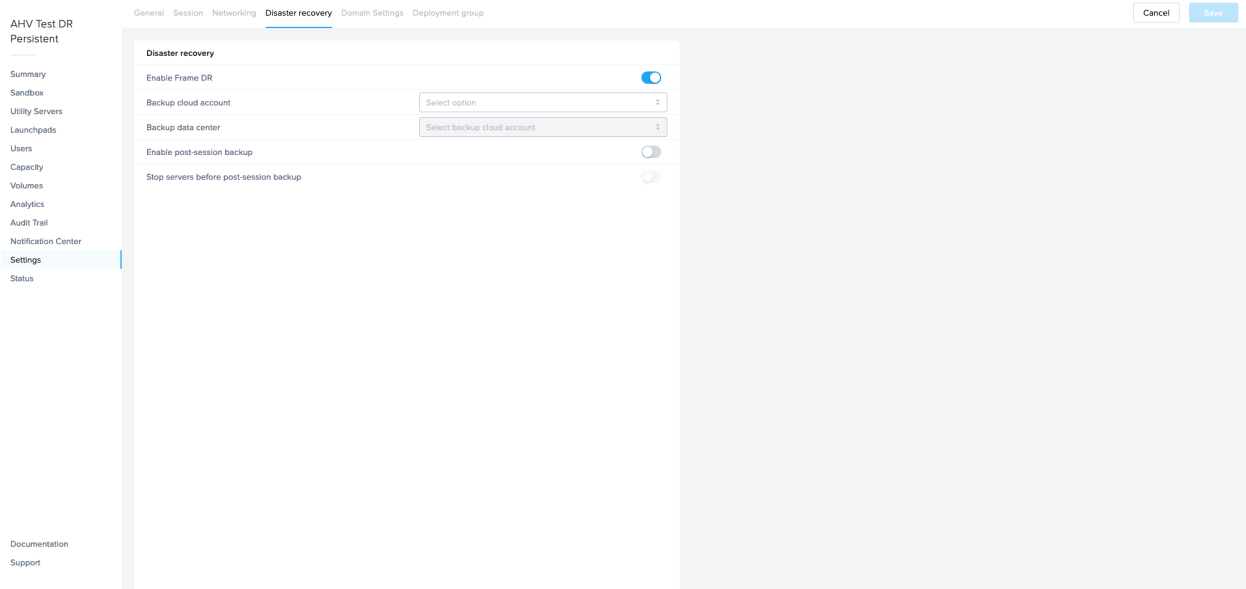 AHV Test DR
Persistent
Summary
Sandbox
Utility Servers
Launchpads
Users
Capacity
Volumes
Analytics
Audit Trail
Notification Center
Settings
Status
Documentation
Support
General Session Networking Disaster recovery Domain Settings Deployment group
Cancel Save
Disaster recovery
Enable Frame DR
Backup cloud account Select option
Backup data center Select backup cloud account
Enable post-session backup
Stop servers before post-session backup